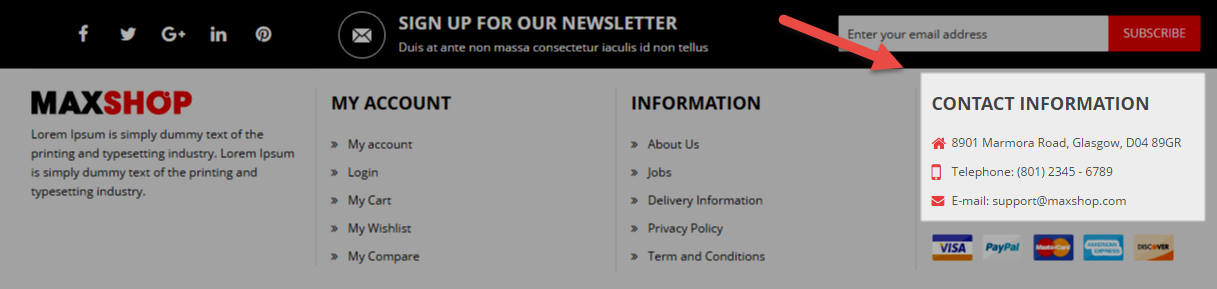 SIGN UP FOR OUR NEWSLETTER
Duis at ante non massa consectetur iaculis id non tellus
Enter your email address
SUBSCRIBE
MAXSHOP
Lorem Ipsum is simply dummy text of the
printing and typesetting industry. Lorem Ipsum
is simply dummy text of the printing and
typesetting industry.
MY ACCOUNT
» My account
» Login
» My Cart
» My Wishlist
» My Compare
INFORMATION
» About Us
» Jobs
» Delivery Information
» Privacy Policy
» Term and Conditions
CONTACT INFORMATION
8901 Marmora Road, Glasgow, D04 89GR
Telephone: (801) 2345 - 6789
E-mail: support@maxshop.com
VISA
PayPal
MasterCard
AMERICAN
EXPRESS
DISCOVER